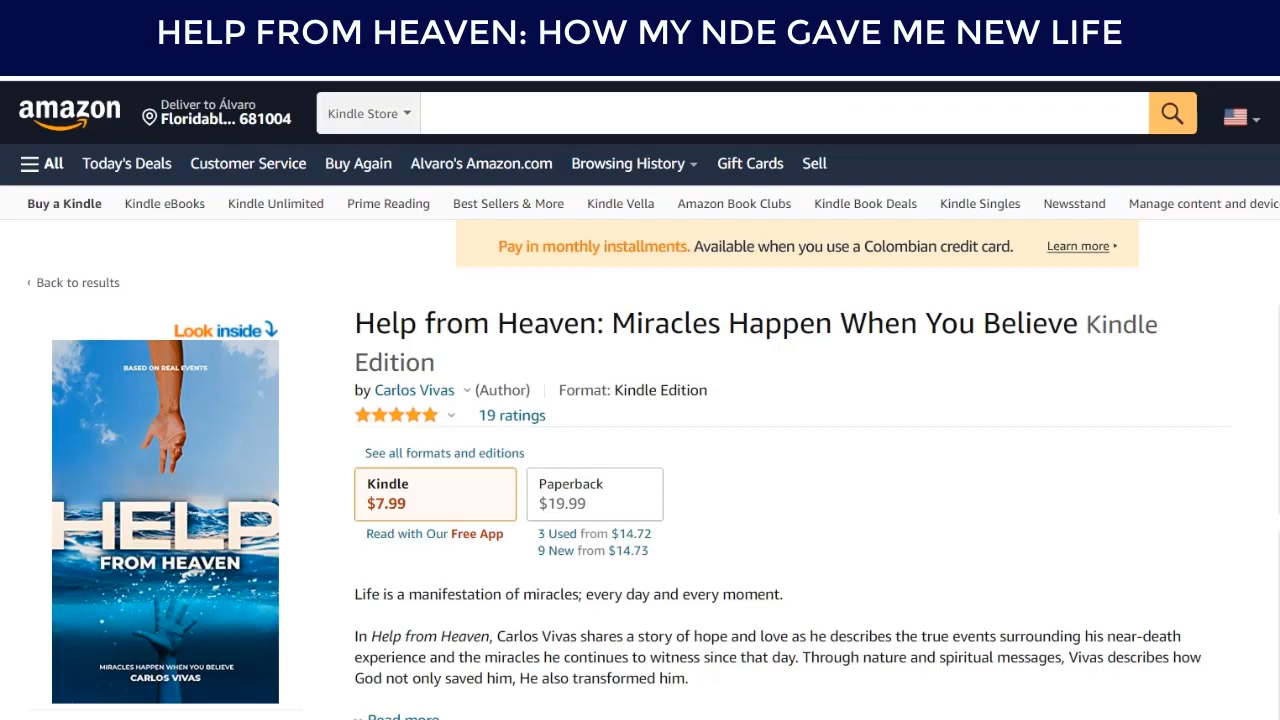 HELP FROM HEAVEN: HOW MY NDE GAVE ME NEW LIFE
amazon
Deliver to Álvaro
Floridabl... 681004
Kindle Store
All
Today's Deals
Customer Service
Buy Again
Alvaro's Amazon.com
Browsing History
Gift Cards
Sell
Buy a Kindle
Kindle eBooks
Kindle Unlimited
Prime Reading
Best Sellers & More
Kindle Vella
Amazon Book Clubs
Kindle Book Deals
Kindle Singles
Newsstand
Manage content and devic
Pay in monthly installments. Available when you use a Colombian credit card.
Learn more
‹ Back to results
Look inside
BASED ON REAL EVENTS
HELP
FROM HEAVEN
MIRACLES HAPPEN WHEN YOU BELIEVE
CARLOS VIVAS
Help from Heaven: Miracles Happen When You Believe Kindle
Edition
by Carlos Vivas (Author)
Format: Kindle Edition
19 ratings
See all formats and editions
Kindle
$7.99
Read with Our Free App
Paperback
$19.99
3 Used from $14.72
9 New from $14.73
Life is a manifestation of miracles; every day and every moment.
In Help from Heaven, Carlos Vivas shares a story of hope and love as he describes the true events surrounding his near-death
experience and the miracles he continues to witness since that day. Through nature and spiritual messages, Vivas describes how
God not only saved him, He also transformed him.
Read more